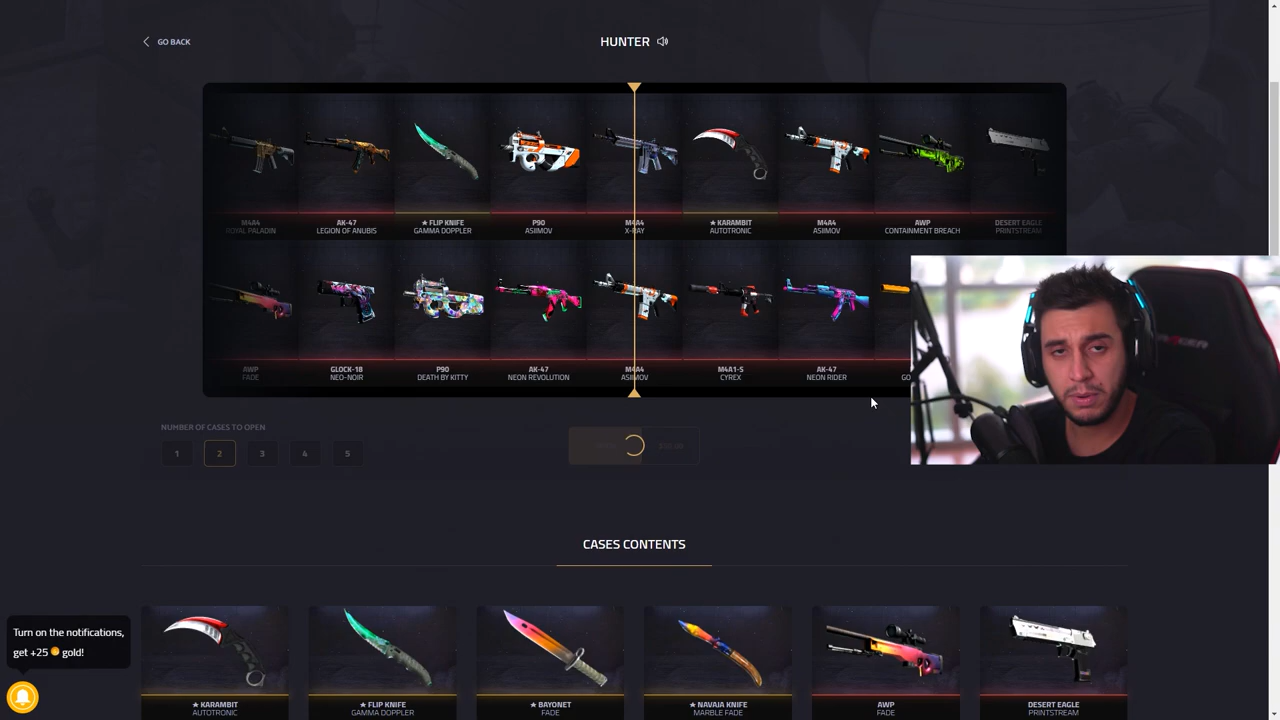 GO BACK
HUNTER
M4A4
ROYAL PALADIN
AK-47
LEGION OF ANUBIS
★ FLIP KNIFE
GAMMA DOPPLER
P90
ASIIMOV
M4A4
X-RAY
★ KARAMBIT
AUTOTRONIC
M4A4
ASIIMOV
AWP
CONTAINMENT BREACH
DESERT EAGLE
PRINTSTREAM
AWP
FADE
GLOCK-18
NEO-NOIR
P90
DEATH BY KITTY
AK-47
NEON REVOLUTION
M4A4
ASIIMOV
M4A1-S
CYREX
AK-47
NEON RIDER
NUMBER OF CASES TO OPEN
1 2 3 4 5
CASES CONTENTS
Turn on the notifications,
get +25 gold!
★ KARAMBIT
AUTOTRONIC
★ FLIP KNIFE
GAMMA DOPPLER
★ BAYONET
FADE
★ NAVAJA KNIFE
MARBLE FADE
AWP
FADE
DESERT EAGLE
PRINTSTREAM